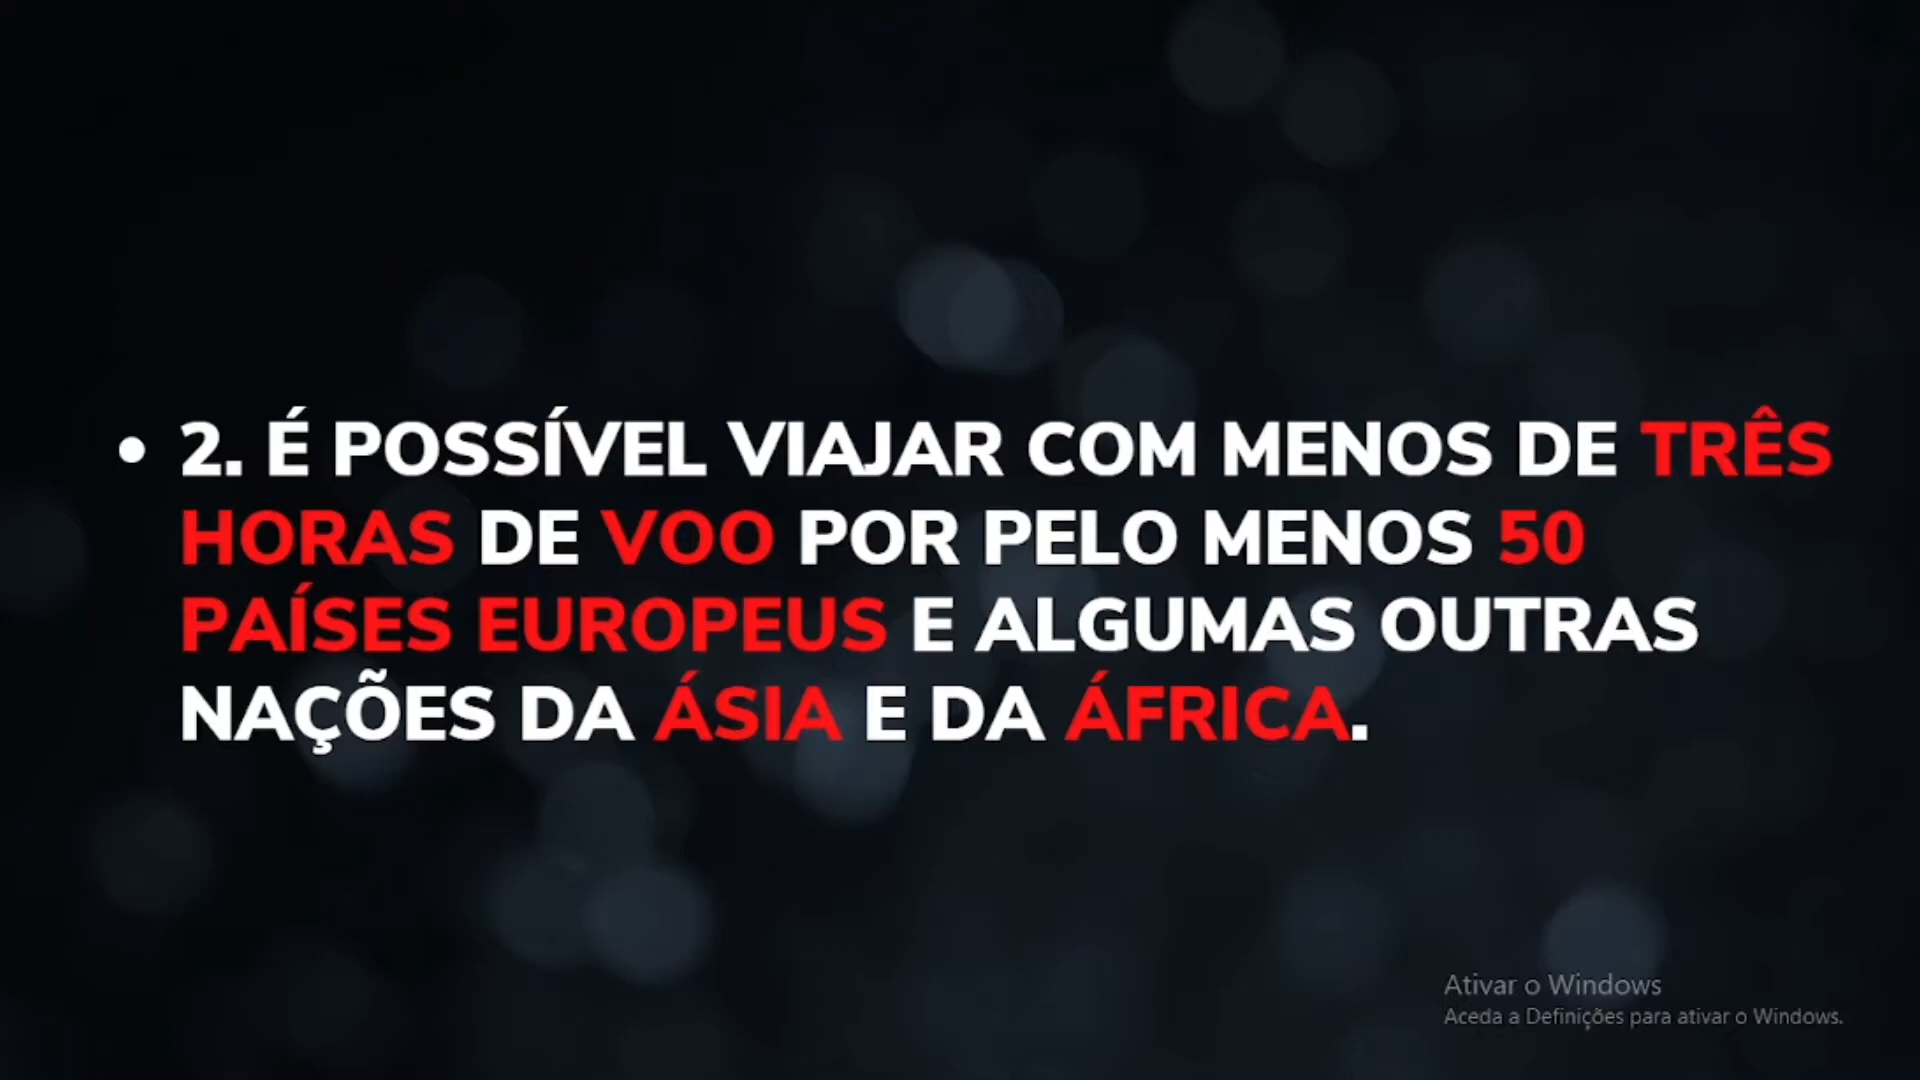 • 2. É POSSÍVEL VIAJAR COM MENOS DE TRÊS
HORAS DE VOO POR PELO MENOS 50
PAÍSES EUROPEUS E ALGUMAS OUTRAS
NAÇÕES DA ÁSIA E DA ÁFRICA.
Ativar o Windows
Aceda a Definições para ativar o Windows.